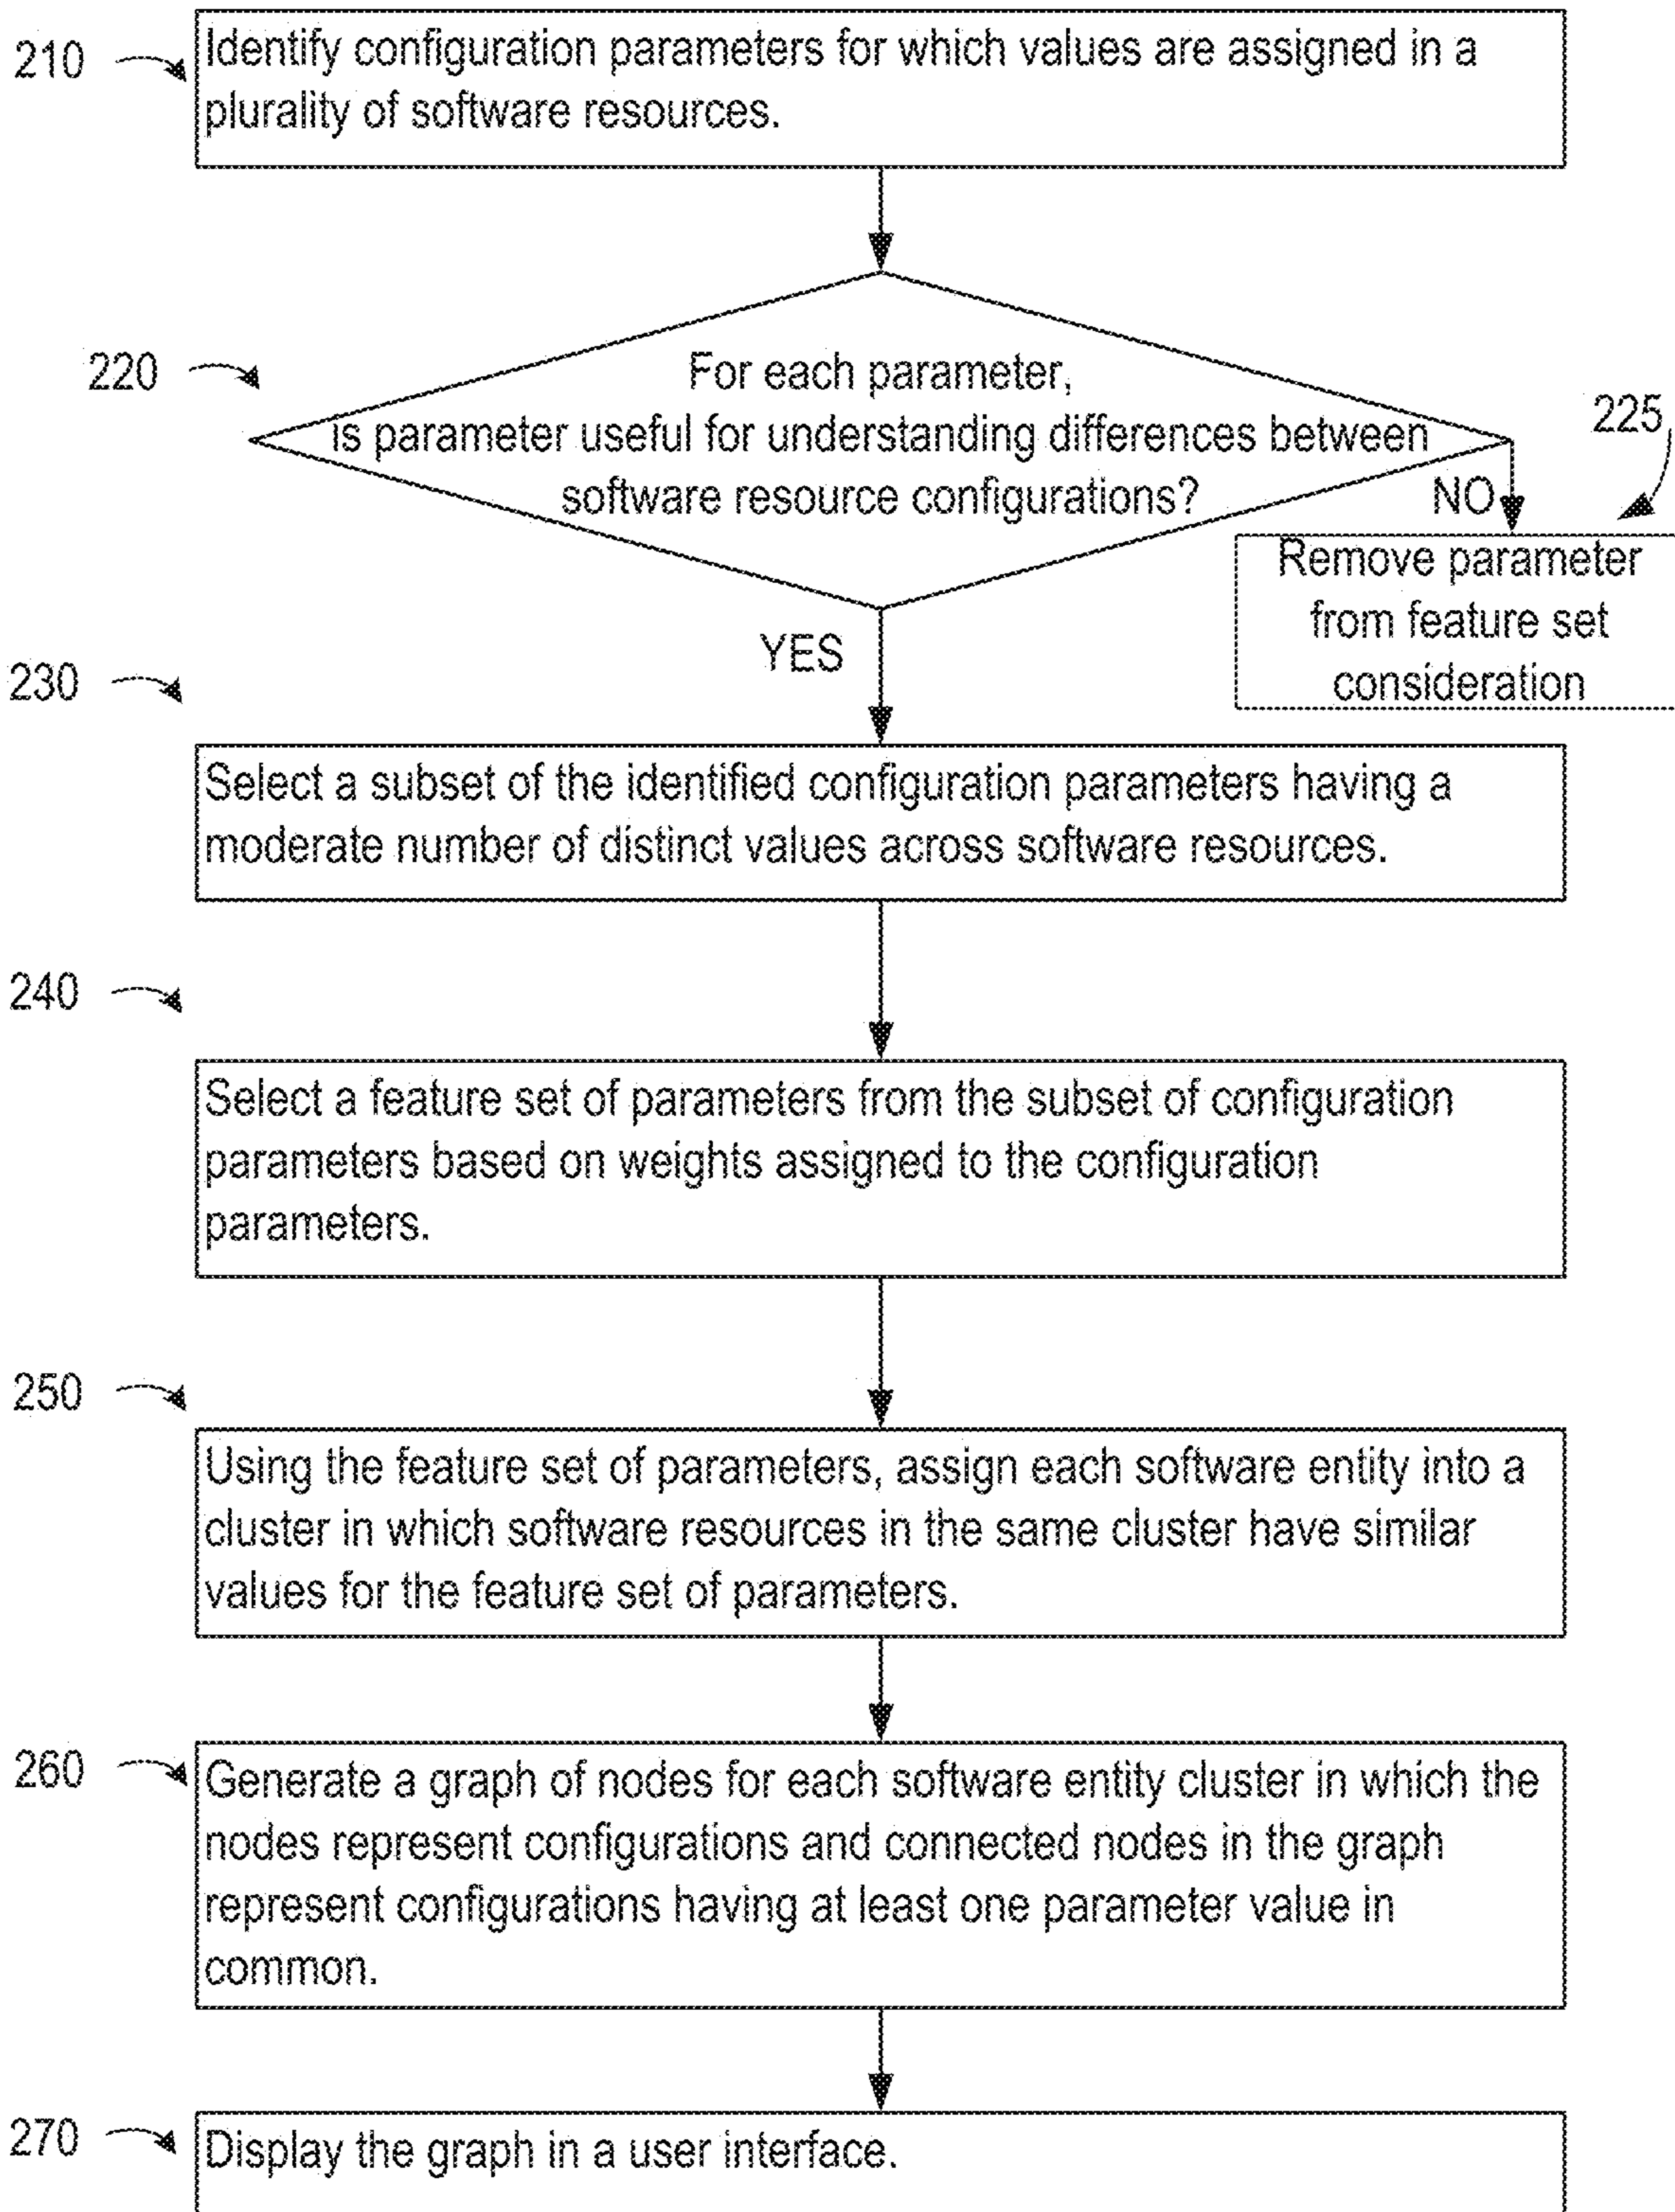 210
Identify configuration parameters for which values are assigned in a
plurality of software resources.
220
For each parameter,
is parameter useful for understanding differences between
software resource configurations?
225
NO
Remove parameter
from feature set
consideration
YES
230
Select a subset of the identified configuration parameters having a
moderate number of distinct values across software resources.
240
Select a feature set of parameters from the subset of configuration
parameters based on weights assigned to the configuration
parameters.
250
Using the feature set of parameters, assign each software entity into a
cluster in which software resources in the same cluster have similar
values for the feature set of parameters.
260
Generate a graph of nodes for each software entity cluster in which the
nodes represent configurations and connected nodes in the graph
represent configurations having at least one parameter value in
common.
270
Display the graph in a user interface.